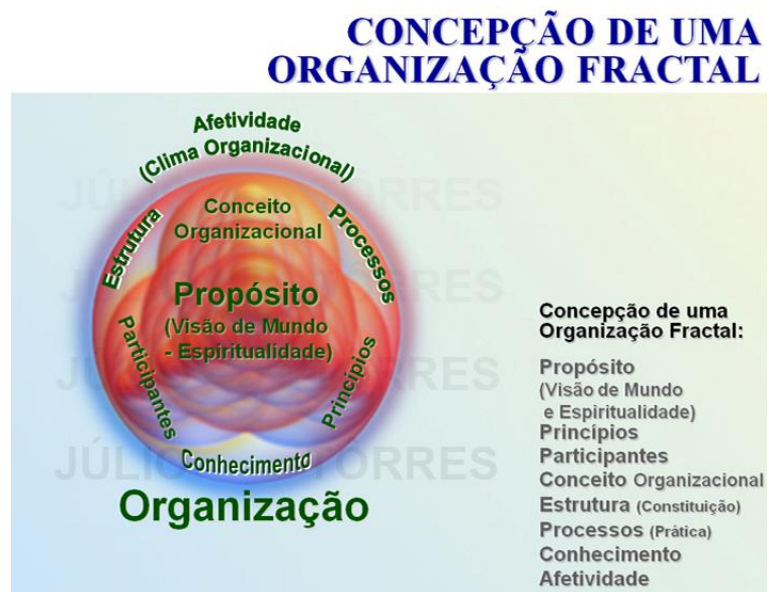 CONCEPÇÃO DE UMA
ORGANIZAÇÃO FRACTAL
Afetividade
(Clima Organizacional)
Conceito
Organizacional
Estrutura
Processos
Propósito
(Visão de Mundo
- Espiritualidade)
Participantes
Princípios
Conhecimento
Organização
Concepção de uma
Organização Fractal:
Propósito
(Visão de Mundo
e Espiritualidade)
Princípios
Participantes
Conceito Organizacional
Estrutura (Constituição)
Processos (Pràtica)
Conhecimento
Afetividade